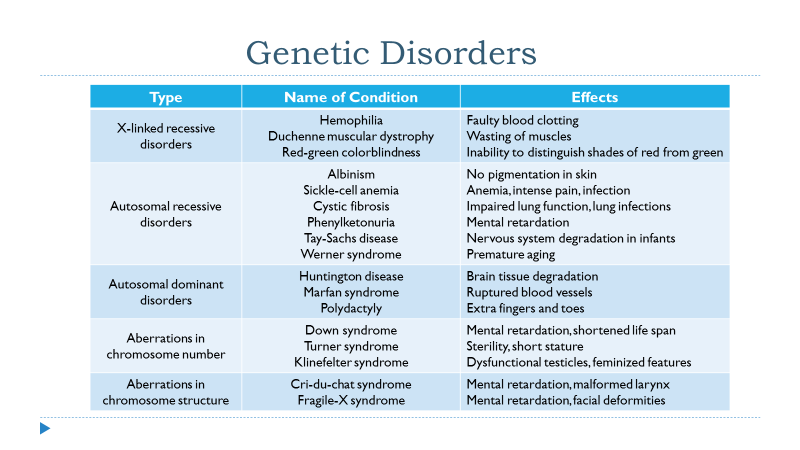 Genetic Disorders
Type Name of Condition Effects
X-linked recessive disorders
Hemophilia Faulty blood clotting
Duchenne muscular dystrophy Wasting of muscles
Red-green colorblindness Inability to distinguish shades of red from green
Autosomal recessive disorders
Albinism No pigmentation in skin
Sickle-cell anemia Anemia, intense pain, infection
Cystic fibrosis Impaired lung function, lung infections
Phenylketonuria Mental retardation
Tay-Sachs disease Nervous system degradation in infants
Werner syndrome Premature aging
Autosomal dominant disorders
Huntington disease Brain tissue degradation
Marfan syndrome Ruptured blood vessels
Polydactyly Extra fingers and toes
Aberrations in chromosome number
Down syndrome Mental retardation, shortened life span
Turner syndrome Sterility, short stature
Klinefelter syndrome Dysfunctional testicles, feminized features
Aberrations in chromosome structure
Cri-du-chat syndrome Mental retardation, malformed larynx
Fragile-X syndrome Mental retardation, facial deformities